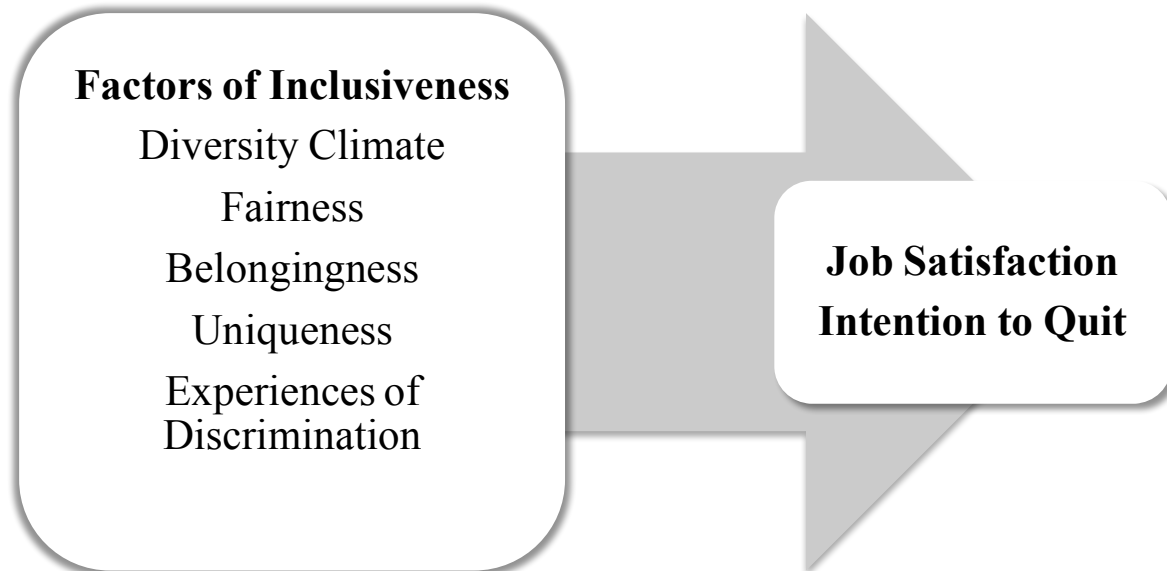 Factors of Inclusiveness
Diversity Climate
Fairness
Belongingness
Uniqueness
Experiences of
Discrimination
Job Satisfaction
Intention to Quit